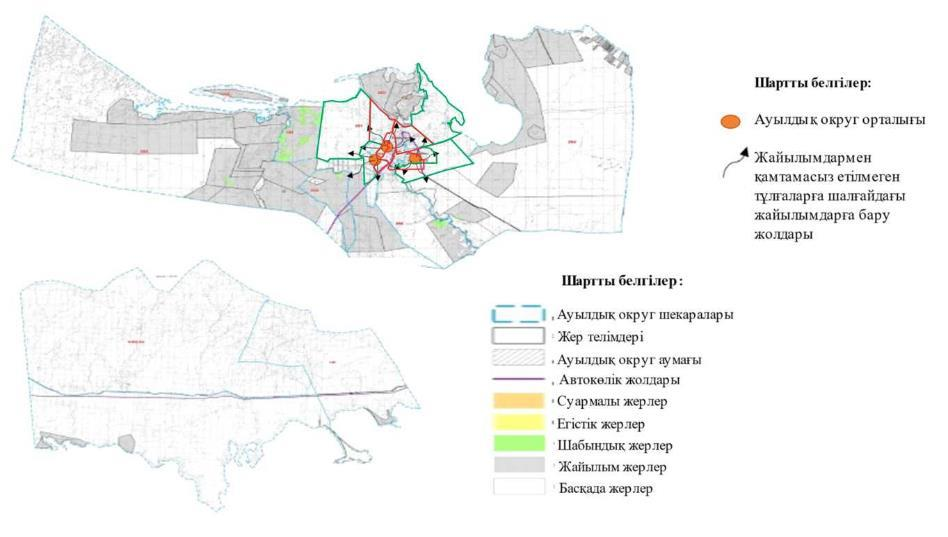 Шартты белгілер:
Ауылдық округ орталығы
Жайылымдармен
қамтамасыз етілмеген
тұлғаларға шалғайдағы
жайылымдарға бару
жолдары
Шартты белгілер:
Ауылдық округ шекаралары
Жер телімдері
Ауылдық округ аумағы
Автокөлік жолдары
Суармалы жерлер
Егістік жерлер
Шабындық жерлер
Жайылым жерлер
Басқада жерлер